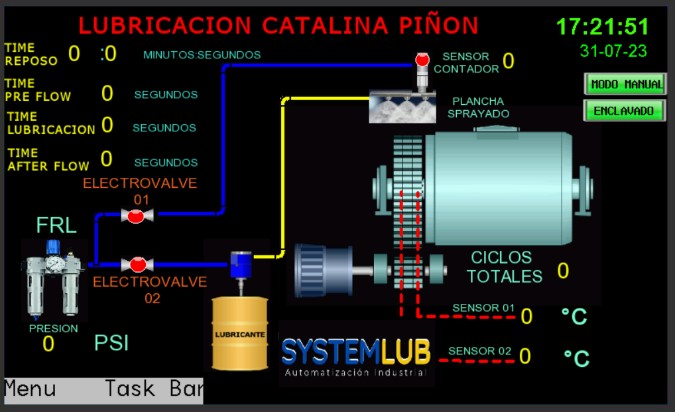 LUBRICACION CATALINA PIÑON
17:21:51
31-07-23
TIME
REPOSO 0 :0 MINUTOS:SEGUNDOS
SENSOR
CONTADOR 0
MODO MANUAL
ENCLAVADO
TIME
PRE FLOW 0 SEGUNDOS
PLANCHA
SPRAYADO
TIME
LUBRICACION 0 SEGUNDOS
TIME
AFTER FLOW 0 SEGUNDOS
ELECTROVALVE
01
FRL
ELECTROVALVE
02
CICLOS
TOTALES 0
LUBRICANTE
PRESION
0 PSI
SENSOR 01 0 °C
SENSOR 02 0 °C
SYSTEMLUB
Automatización Industrial
Menu Task Bar